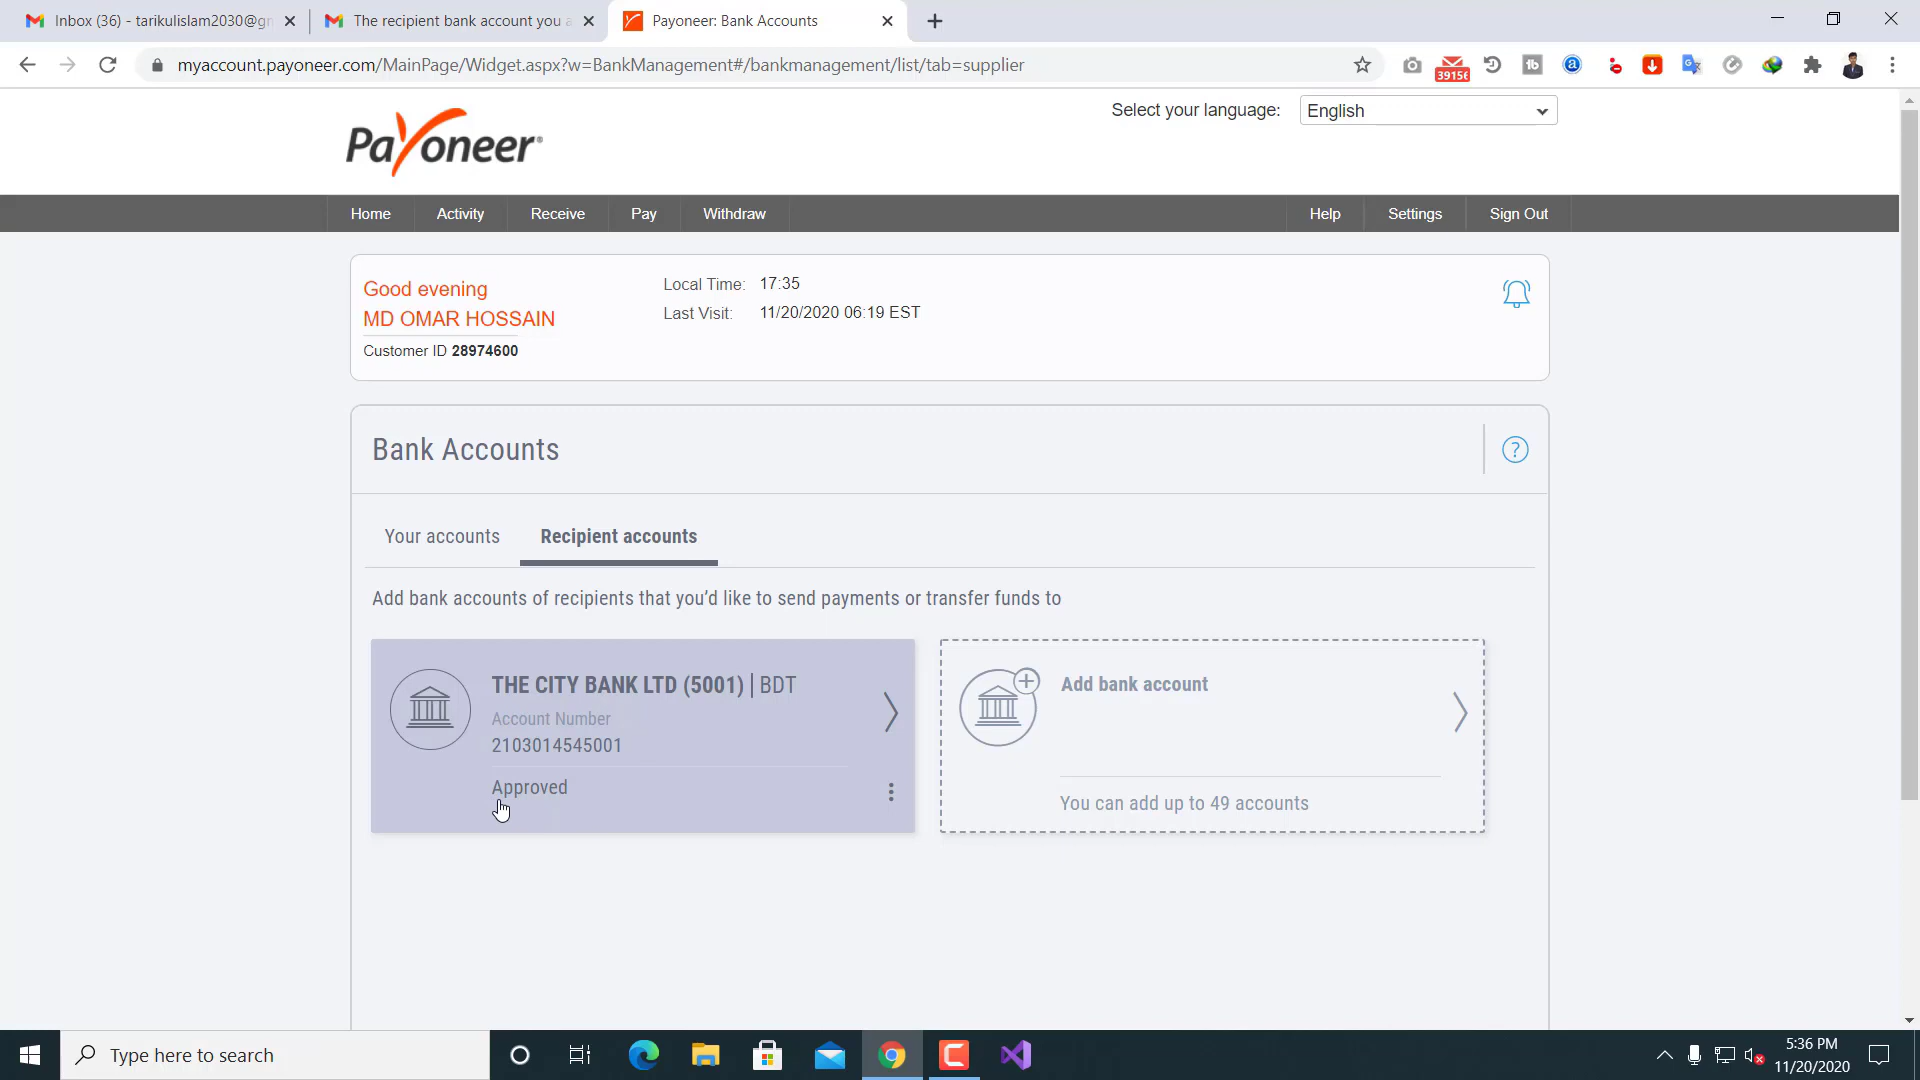 Inbox (36) - tarikulislam2030@gm
The recipient bank account you a
Payoneer: Bank Accounts
myaccount.payoneer.com/MainPage/Widget.aspx?w=BankManagement#/bankmanagement/list/tab=supplier
39156
Payoneer
Select your language:
English
Home
Activity
Receive
Pay
Withdraw
Help
Settings
Sign Out
Good evening
MD OMAR HOSSAIN
Customer ID 28974600
Local Time: 17:35
Last Visit: 11/20/2020 06:19 EST
Bank Accounts
?
Your accounts
Recipient accounts
Add bank accounts of recipients that you’d like to send payments or transfer funds to
THE CITY BANK LTD (5001) | BDT
Account Number
2103014545001
Approved
Add bank account
You can add up to 49 accounts
Type here to search
5:36 PM
11/20/2020